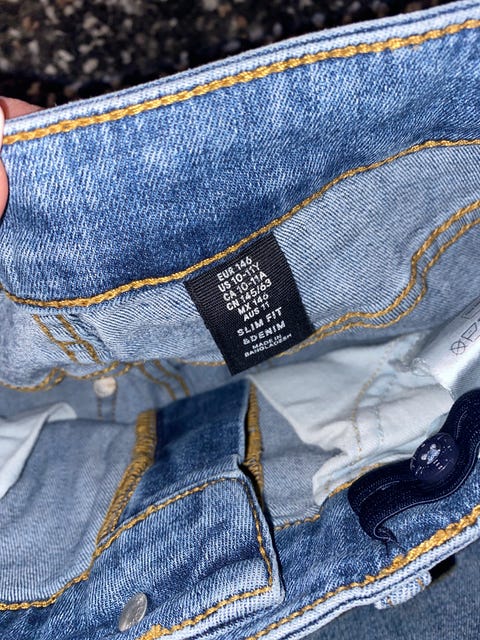 EUR 146
US 10-11Y
CA 10-11A
CN 145/63
MX 146
AUS 11
SLIM FIT
&DENIM
MADE IN
BANGLADESH